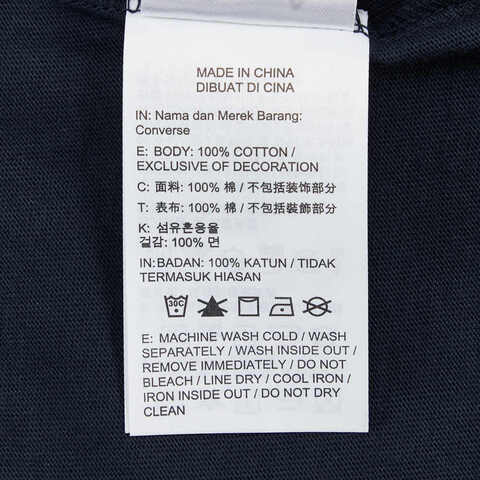 MADE IN CHINA
DIBUAT DI CINA
IN: Nama dan Merek Barang:
Converse
E: BODY: 100% COTTON /
EXCLUSIVE OF DECORATION
C: 面料: 100% 棉 / 不包括装饰部分
T: 表布: 100% 棉 / 不包括裝飾部分
K: 섬유혼용율
겉감: 100% 면
IN:BADAN: 100% KATUN / TIDAK
TERMASUK HIASAN
30C
E: MACHINE WASH COLD / WASH
SEPARATELY / WASH INSIDE OUT /
REMOVE IMMEDIATELY / DO NOT
BLEACH / LINE DRY / COOL IRON /
IRON INSIDE OUT / DO NOT DRY
CLEAN